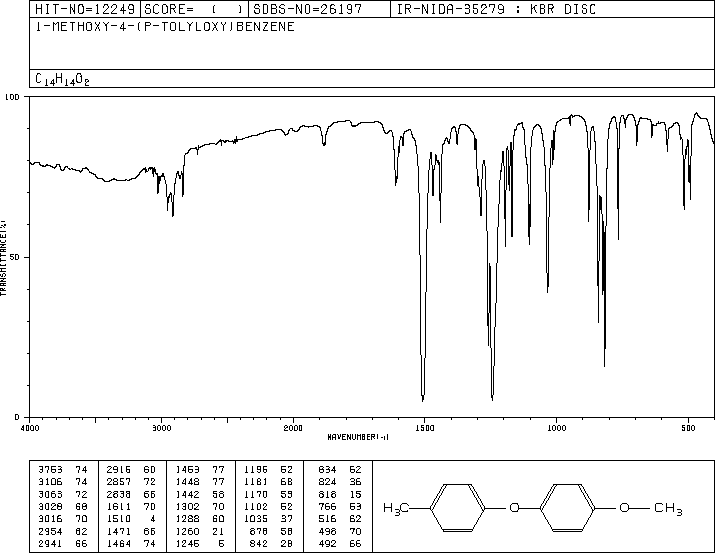 HIT-NO=12249 SCORE= ( ) SDBS-NO=26197 IR-NIDA-35279 : KBR DISC
1-METHOXY-4-(P-TOLYLOXY)BENZENE
C14H14O2
100
TRANSMITTANCE(%)
50
0
4000 3000 2000 1500 1000 500
WAVENUMBER(-1)
3753 74 2916 60 1453 77 1196 52 834 52
3106 74 2857 72 1448 77 1181 68 824 36
3063 72 2838 66 1442 58 1170 55 818 15
3028 68 1611 70 1302 70 1102 52 766 53
3016 70 1510 4 1288 60 1035 37 516 62
2954 62 1471 66 1260 21 878 58 498 70
2941 66 1464 74 1245 5 842 28 492 66
H3C O O CH3